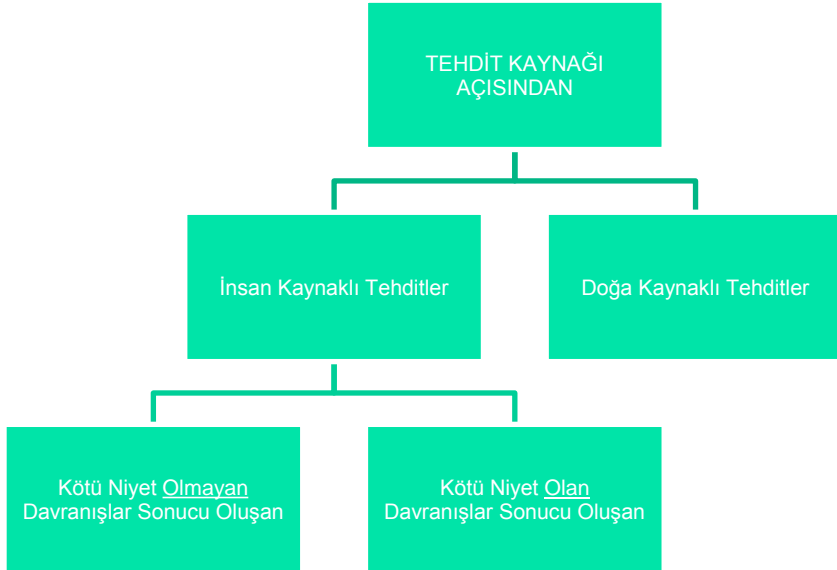 TEHDİT KAYNAĞI
AÇISINDAN
İnsan Kaynaklı Tehditler
Doğa Kaynaklı Tehditler
Kötü Niyet Olmayan
Davranışlar Sonucu Oluşan
Kötü Niyet Olan
Davranışlar Sonucu Oluşan